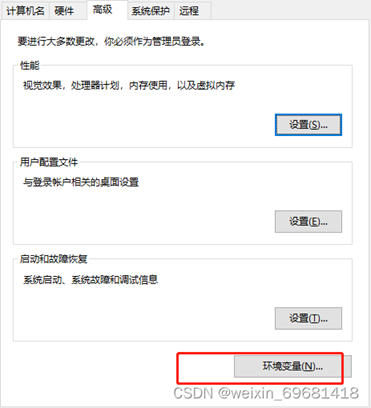 计算机名 硬件 高级 系统保护 远程
要进行大多数更改，你必须作为管理员登录。
性能
视觉效果，处理器计划，内存使用，以及虚拟内存
设置(S)...
用户配置文件
与登录帐户相关的桌面设置
设置(E)...
启动和故障恢复
系统启动、系统故障和调试信息
设置(T)...
环境变量(N)...
CSDN @weixin_69681418